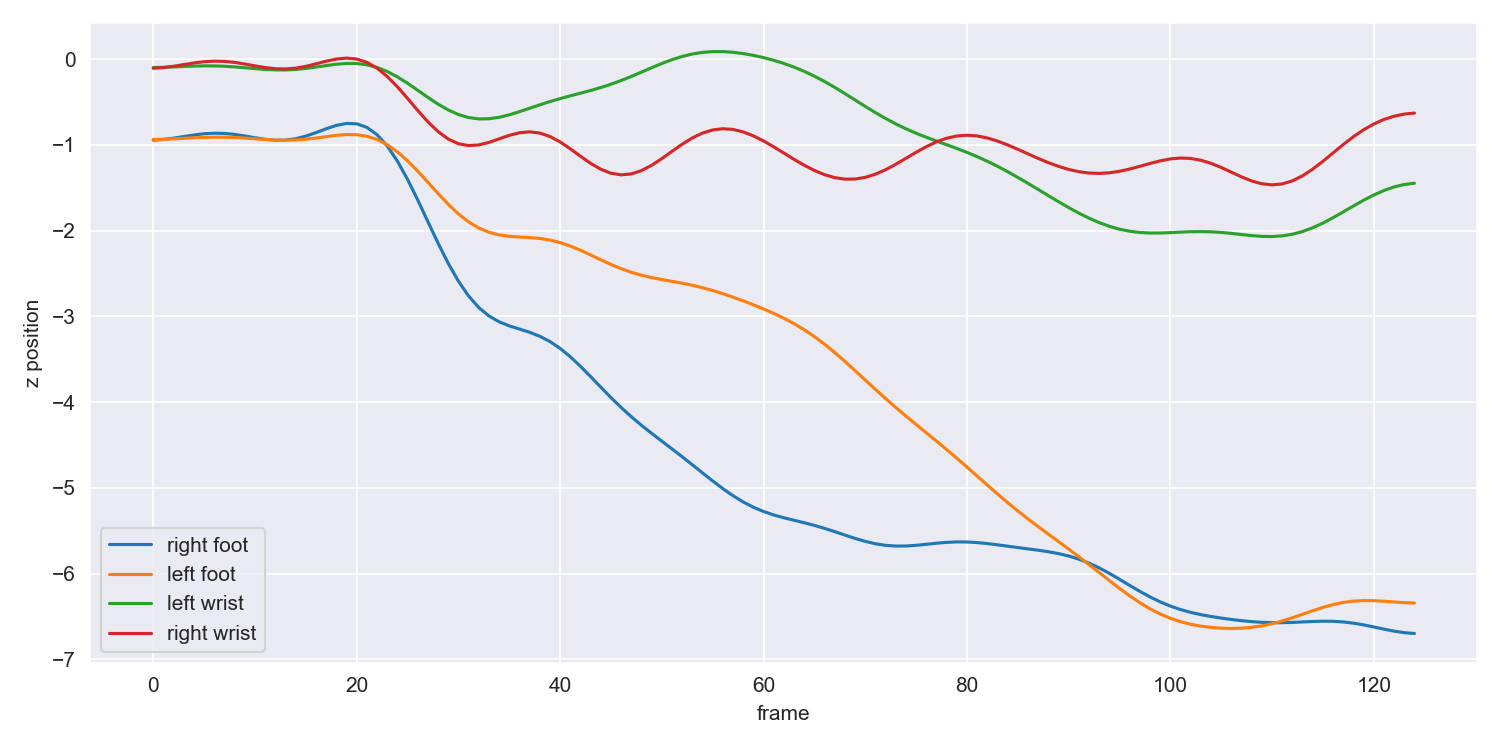 z position
0
−1
−2
−3
−4
−5
−6
−7
right foot
left foot
left wrist
right wrist
0 20 40 60 80 100 120
frame